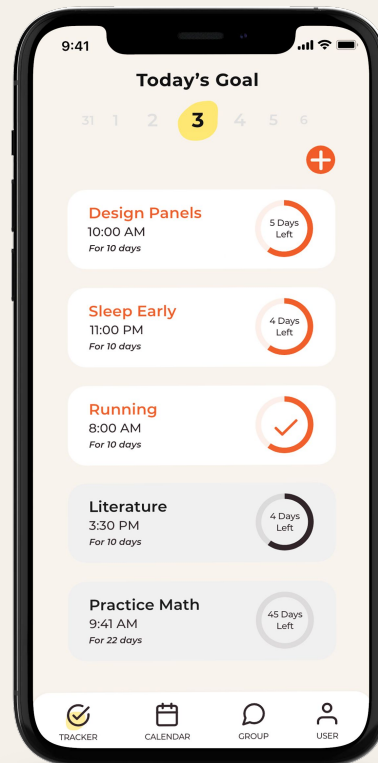 9:41
Today's Goal
31 1 2 3 4 5 6
Design Panels
10:00 AM
For 10 days
5 Days
Left
Sleep Early
11:00 PM
For 10 days
4 Days
Left
Running
8:00 AM
For 10 days
Literature
3:30 PM
For 10 days
4 Days
Left
Practice Math
9:41 AM
For 22 days
45 Days
Left
TRACKER CALENDAR GROUP USER